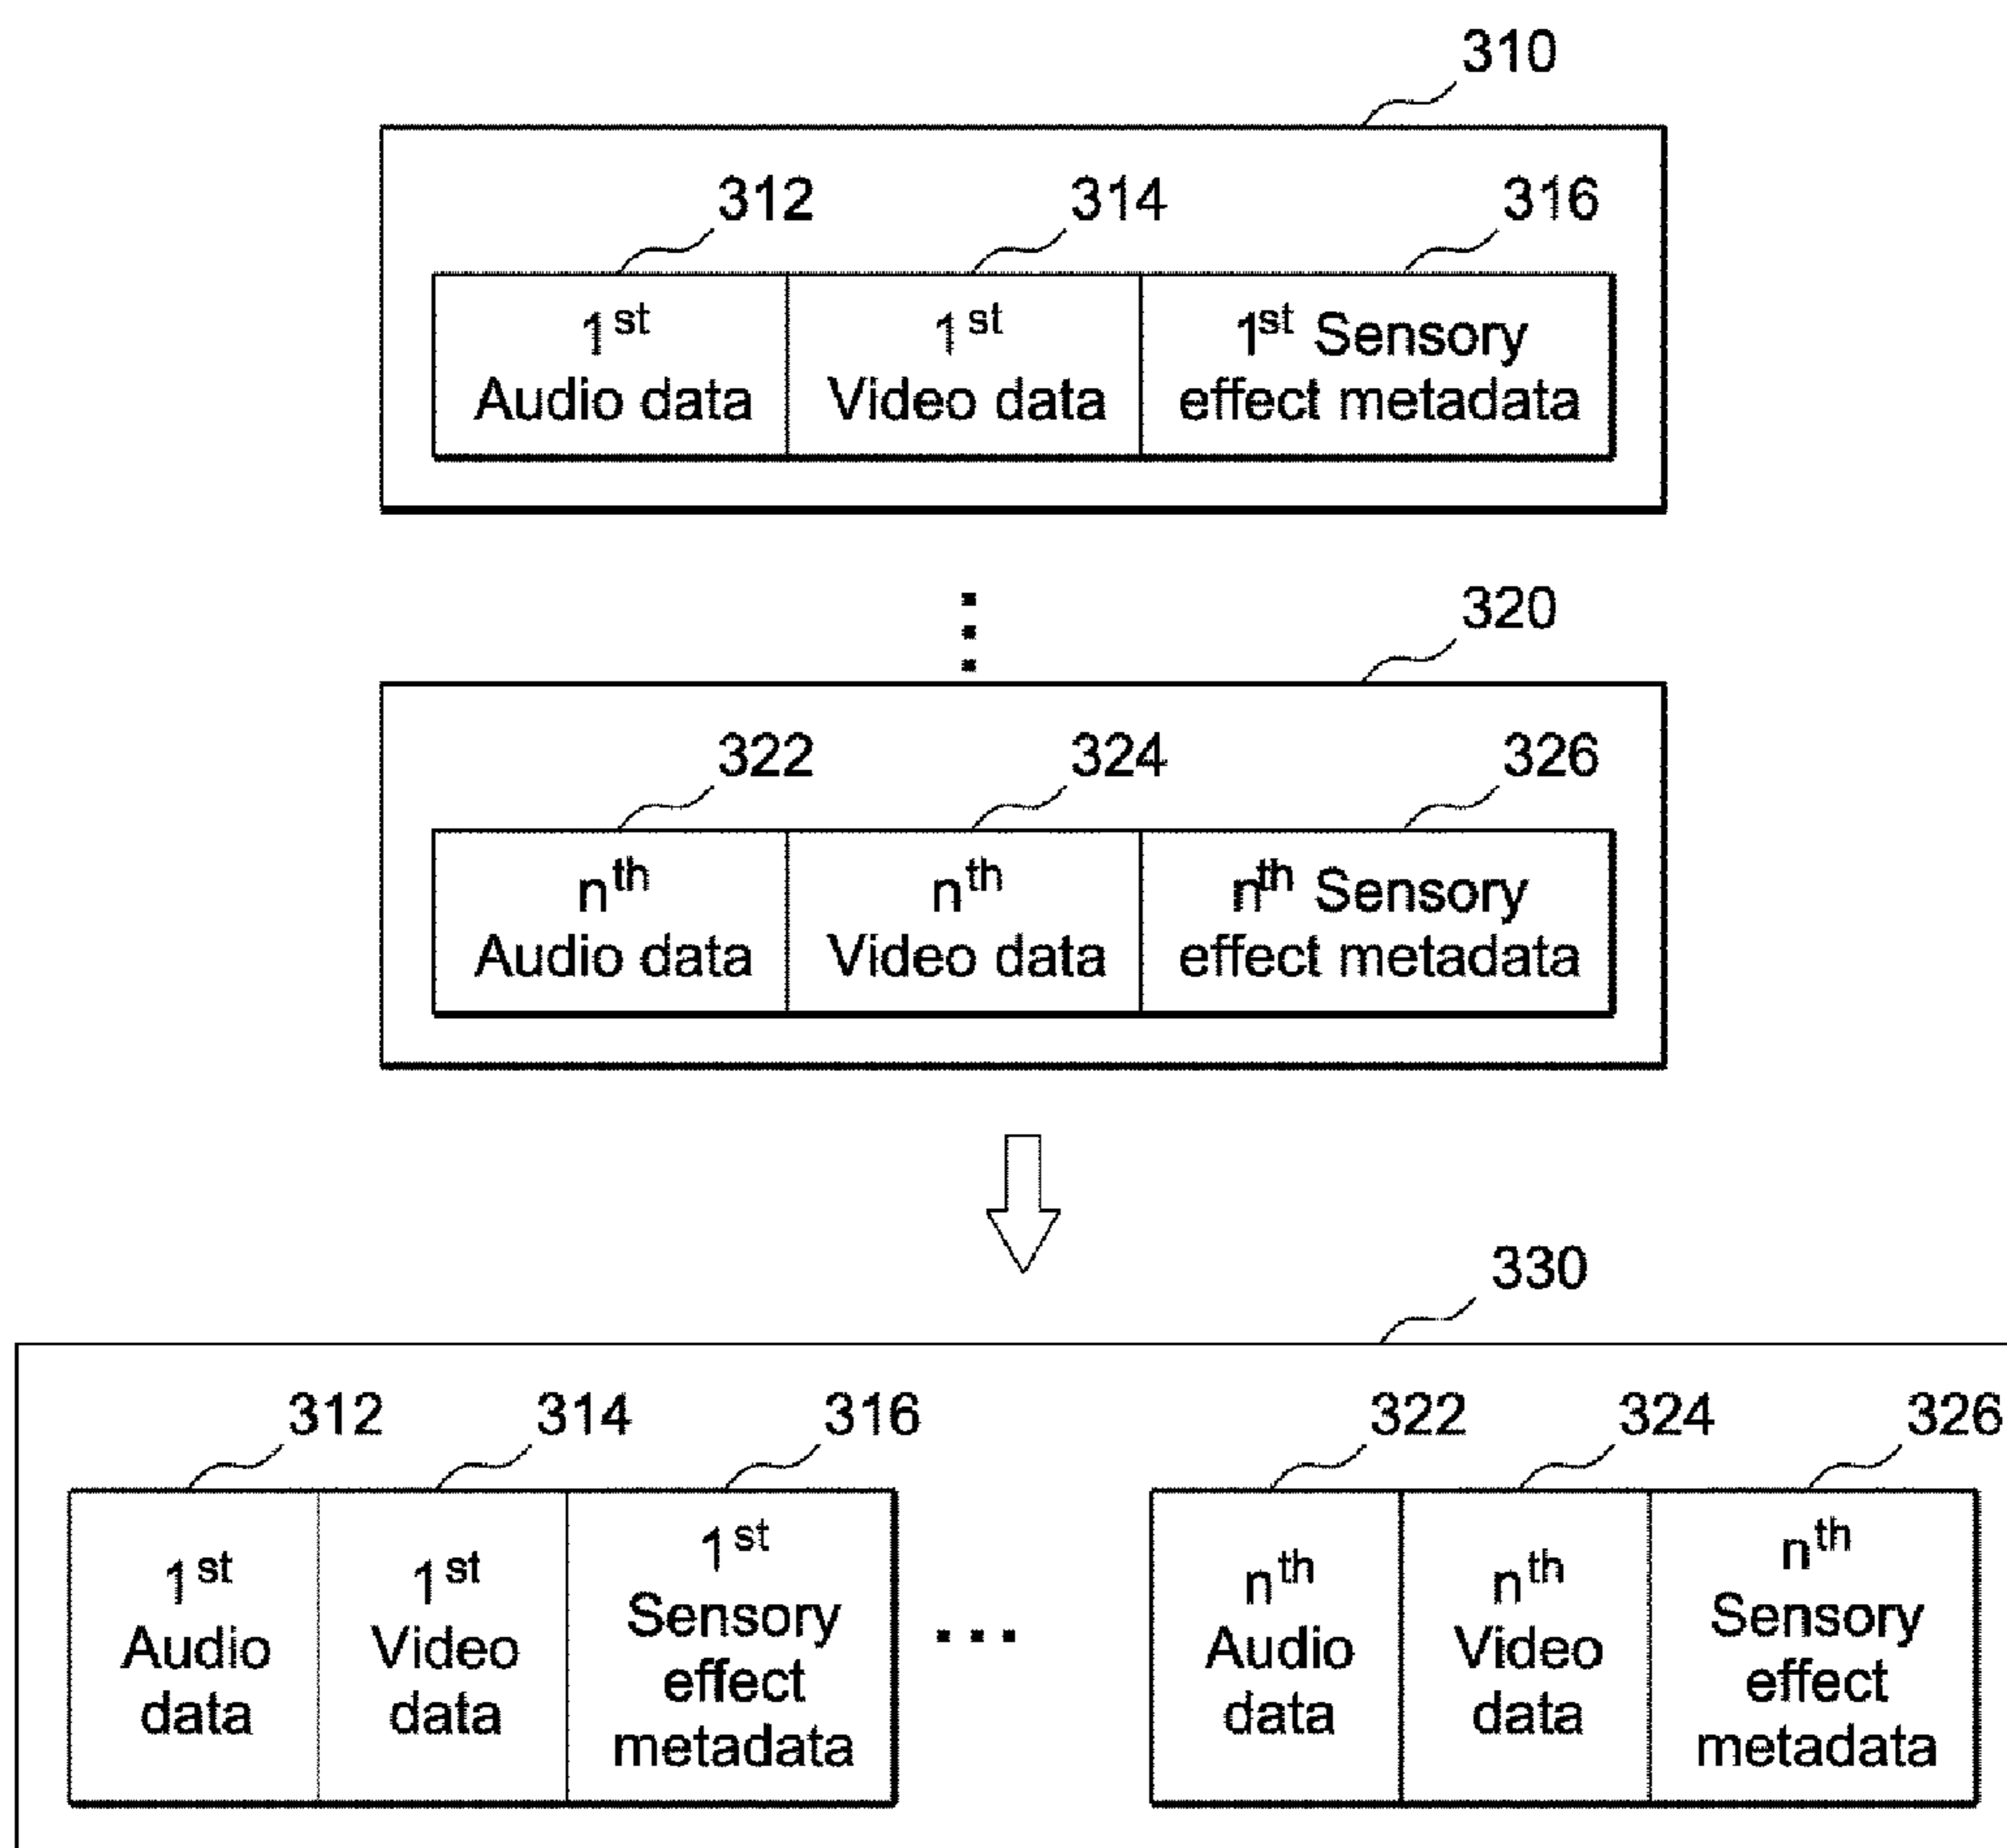 310
312 314 316
1st 1st 1st Sensory
Audio data Video data effect metadata
320
322 324 326
nth nth nth Sensory
Audio data Video data effect metadata
330
312 314 316 322 324 326
1st
Audio
data
1st
Video
data
1st
Sensory
effect
metadata
...
nth
Audio
data
nth
Video
data
nth
Sensory
effect
metadata